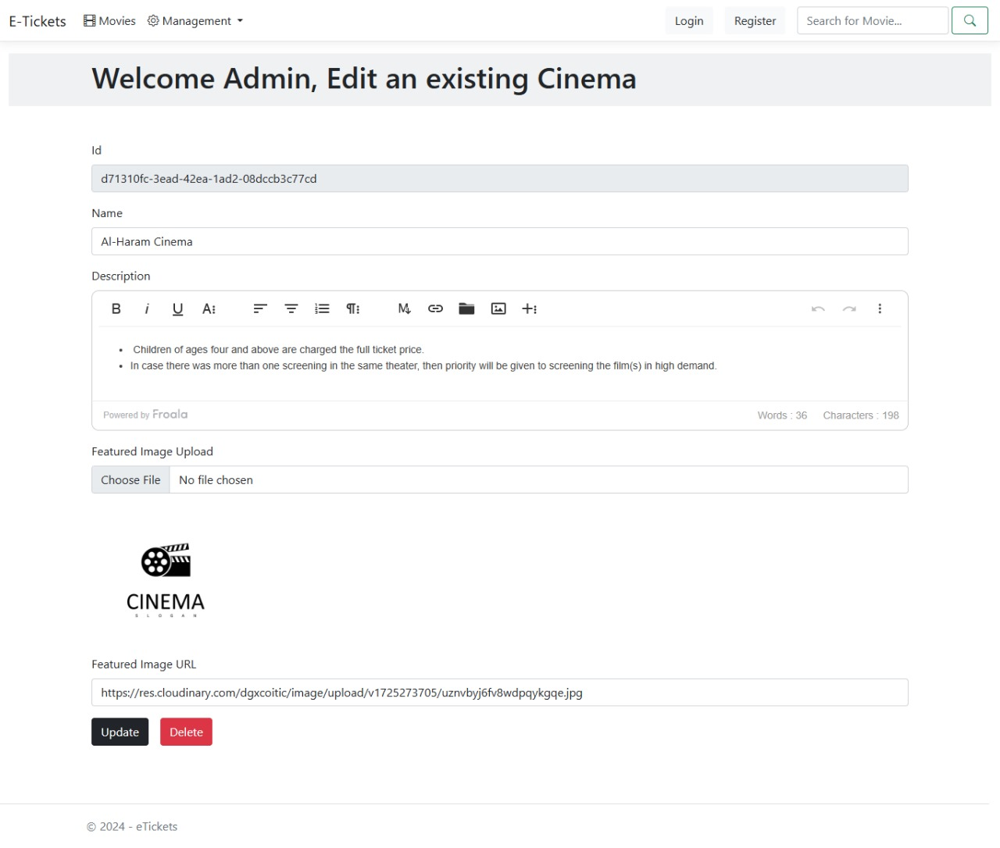 E-Tickets Movies Management Login Register Search for Movie...
Welcome Admin, Edit an existing Cinema
Id
d71310fc-3ead-42ea-1ad2-08dccb3c77cd
Name
Al-Haram Cinema
Description
Children of ages four and above are charged the full ticket price.
In case there was more than one screening in the same theater, then priority will be given to screening the film(s) in high demand.
Powered by Froala Words : 36 Characters : 198
Featured Image Upload
Choose File No file chosen
CINEMA
SLOGAN
Featured Image URL
https://res.cloudinary.com/dgxcoitic/image/upload/v1725273705/uznvbyj6fv8wdpqykgqe.jpg
Update Delete
© 2024 - eTickets